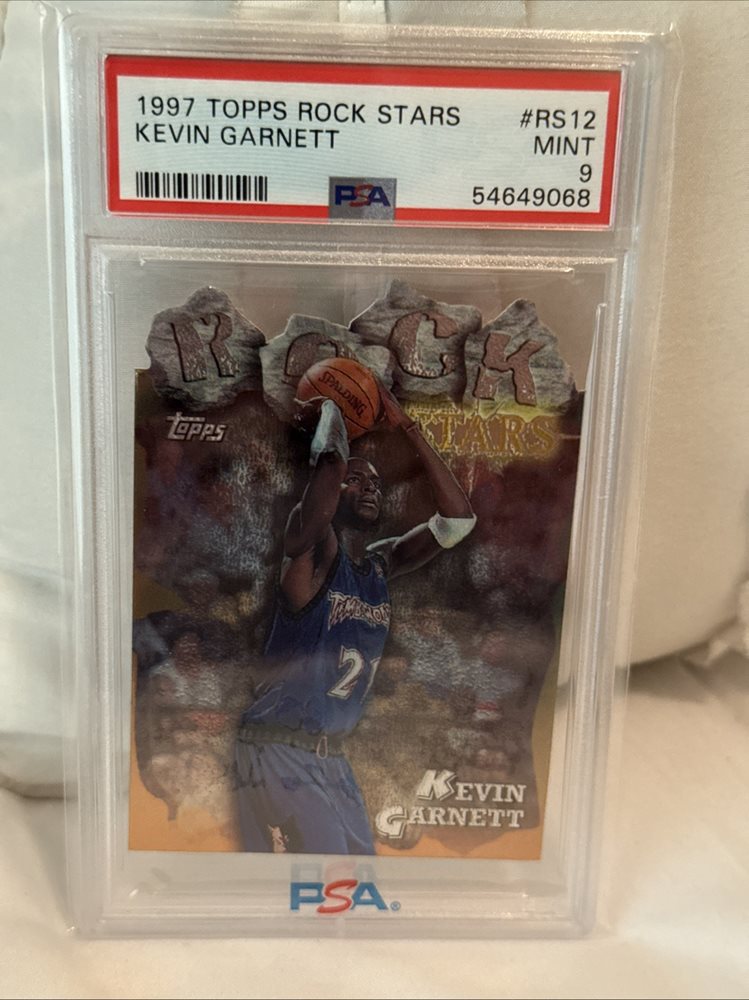 1997 TOPPS ROCK STARS #RS12
KEVIN GARNETT MINT
9
PSA 54649068
ROCK
SPALDING
Topps
STARS
TIMBERWOLVES
21
KEVIN
GARNETT
PSA®